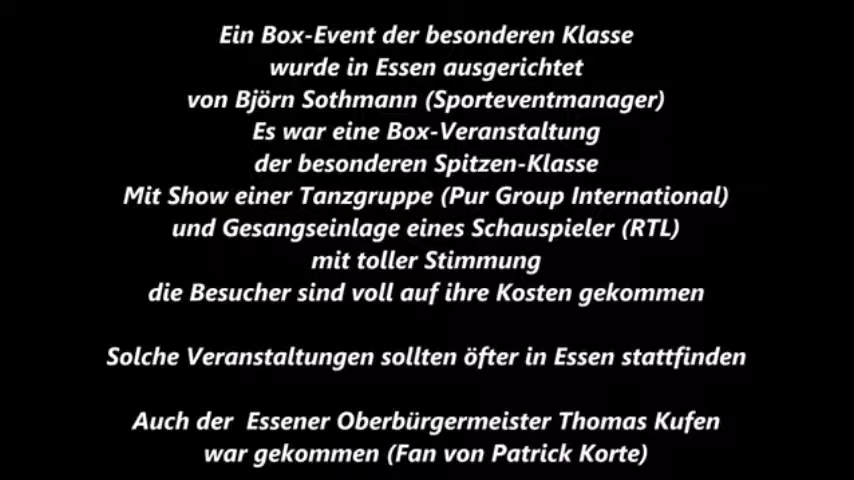 Ein Box-Event der besonderen Klasse
wurde in Essen ausgerichtet
von Björn Sothmann (Sporteventmanager)
Es war eine Box-Veranstaltung
der besonderen Spitzen-Klasse
Mit Show einer Tanzgruppe (Pur Group International)
und Gesangseinlage eines Schauspieler (RTL)
mit toller Stimmung
die Besucher sind voll auf ihre Kosten gekommen
Solche Veranstaltungen sollten öfter in Essen stattfinden
Auch der Essener Oberbürgermeister Thomas Kufen
war gekommen (Fan von Patrick Korte)